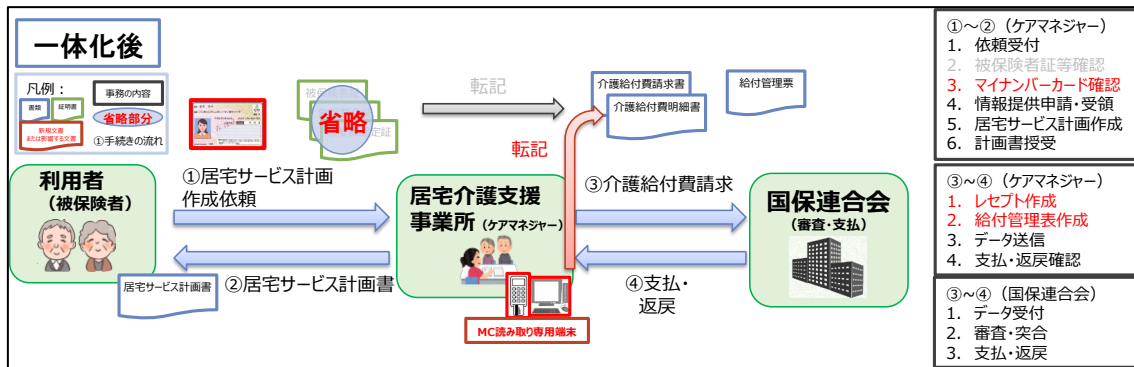 一体化後
凡例：
書類
証明書
事務の内容
省略部分
新規文書
または影響する文書
①手続きの流れ
省略
転記
転記
介護給付費請求書
介護給付費明細書
給付管理票
利用者
（被保険者）
①居宅サービス計画
作成依頼
居宅介護支援
事業所（ケアマネジャー）
③介護給付費請求
国保連合会
（審査・支払）
居宅サービス計画書
②居宅サービス計画書
④支払・
返戻
MC読み取り専用端末
①～②（ケアマネジャー）
1. 依頼受付
2. 被保険者証等確認
3. マイナンバーカード確認
4. 情報提供申請・受領
5. 居宅サービス計画作成
6. 計画書授受
③~④（ケアマネジャー）
1. レセプト作成
2. 給付管理表作成
3. データ送信
4. 支払・返戻確認
③~④（国保連合会）
1. データ受付
2. 審査・突合
3. 支払・返戻